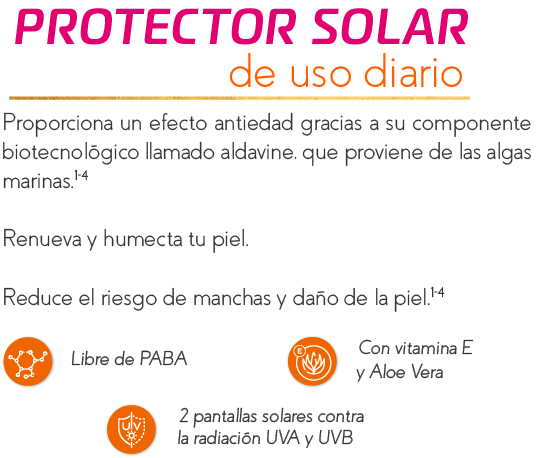 PROTECTOR SOLAR
de uso diario
Proporciona un efecto antiedad gracias a su componente
biotecnológico llamado aldavine. que proviene de las algas
marinas.1-4
Renueva y humecta tu piel.
Reduce el riesgo de manchas y daño de la piel.1-4
Libre de PABA
E
Con vitamina E
y Aloe Vera
UV
2 pantallas solares contra
la radiación UVA y UVB